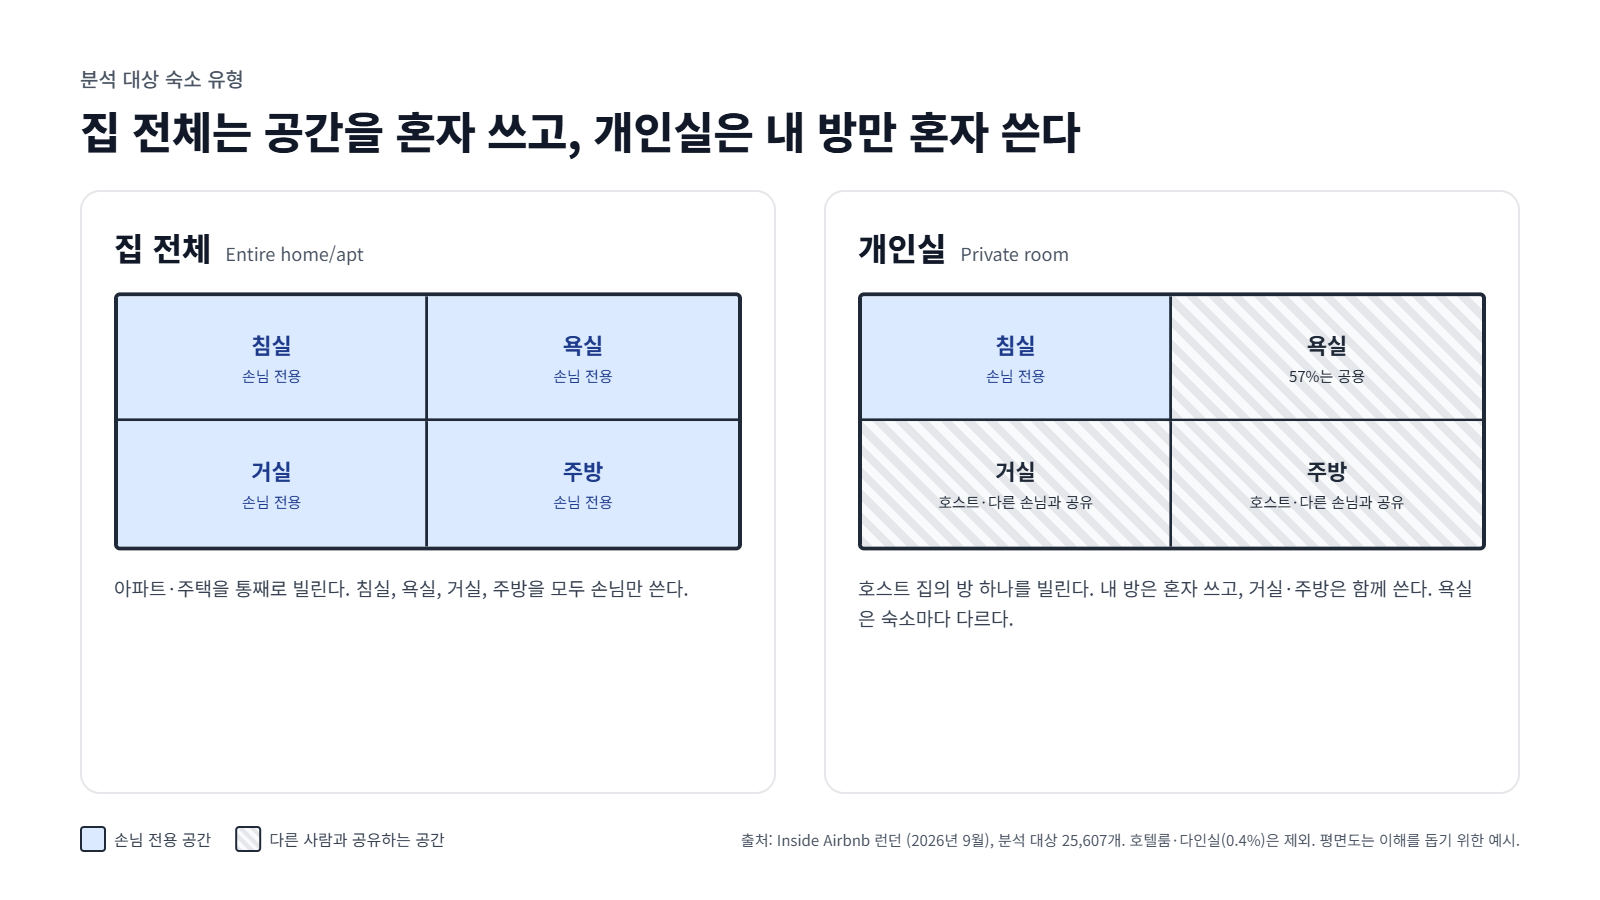 분석 대상 숙소 유형
집 전체는 공간을 혼자 쓰고, 개인실은 내 방만 혼자 쓴다
집 전체 Entire home/apt
침실
손님 전용
욕실
손님 전용
거실
손님 전용
주방
손님 전용
아파트·주택을 통째로 빌린다. 침실, 욕실, 거실, 주방을 모두 손님만 쓴다.
개인실 Private room
침실
손님 전용
욕실
57%는 공용
거실
호스트·다른 손님과 공유
주방
호스트·다른 손님과 공유
호스트 집의 방 하나를 빌린다. 내 방은 혼자 쓰고, 거실·주방은 함께 쓴다. 욕실
은 숙소마다 다르다.
손님 전용 공간
다른 사람과 공유하는 공간
출처: Inside Airbnb 런던 (2026년 9월), 분석 대상 25,607개. 호텔룸·다인실(0.4%)은 제외. 평면도는 이해를 돕기 위한 예시.